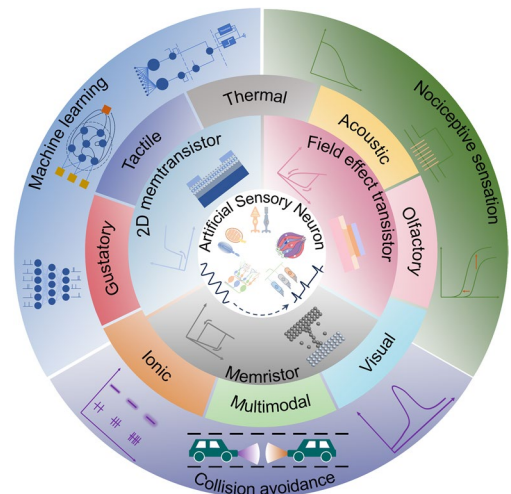 Machine learning
Nociceptive sensation
Collision avoidance
Thermal
Acoustic
Olfactory
Visual
Multimodal
Ionic
Gustatory
Tactile
2D memtransistor
Field effect transistor
Memristor
Artificial Sensory Neuron